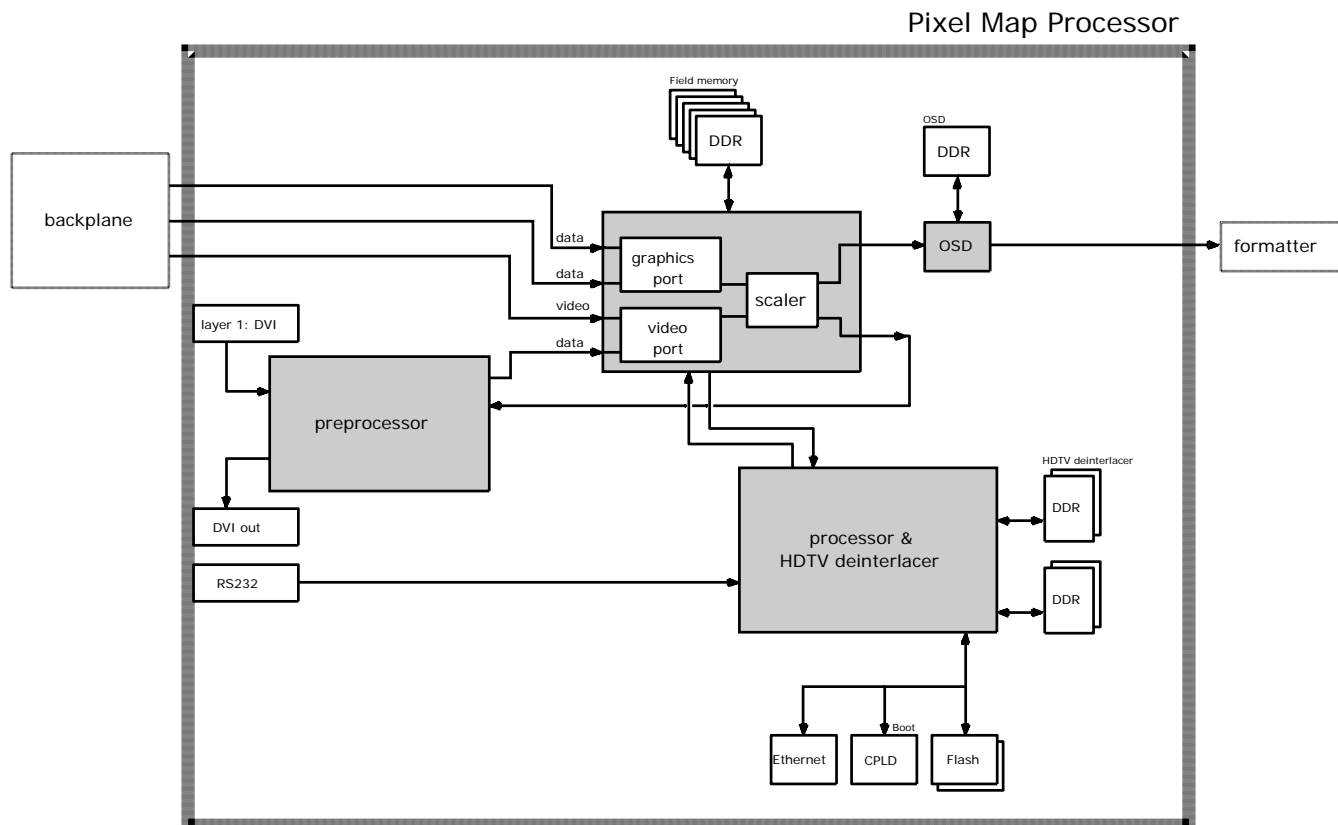 Pixel Map Processor
Field memory
DDR
OSD
DDR
backplane
data
graphics
port
data
OSD
formatter
scaler
video
video
port
data
layer 1: DVI
preprocessor
HDTV deinterlacer
DDR
DVI out
processor &
HDTV deinterlacer
RS232
DDR
Boot
Ethernet
CPLD
Flash